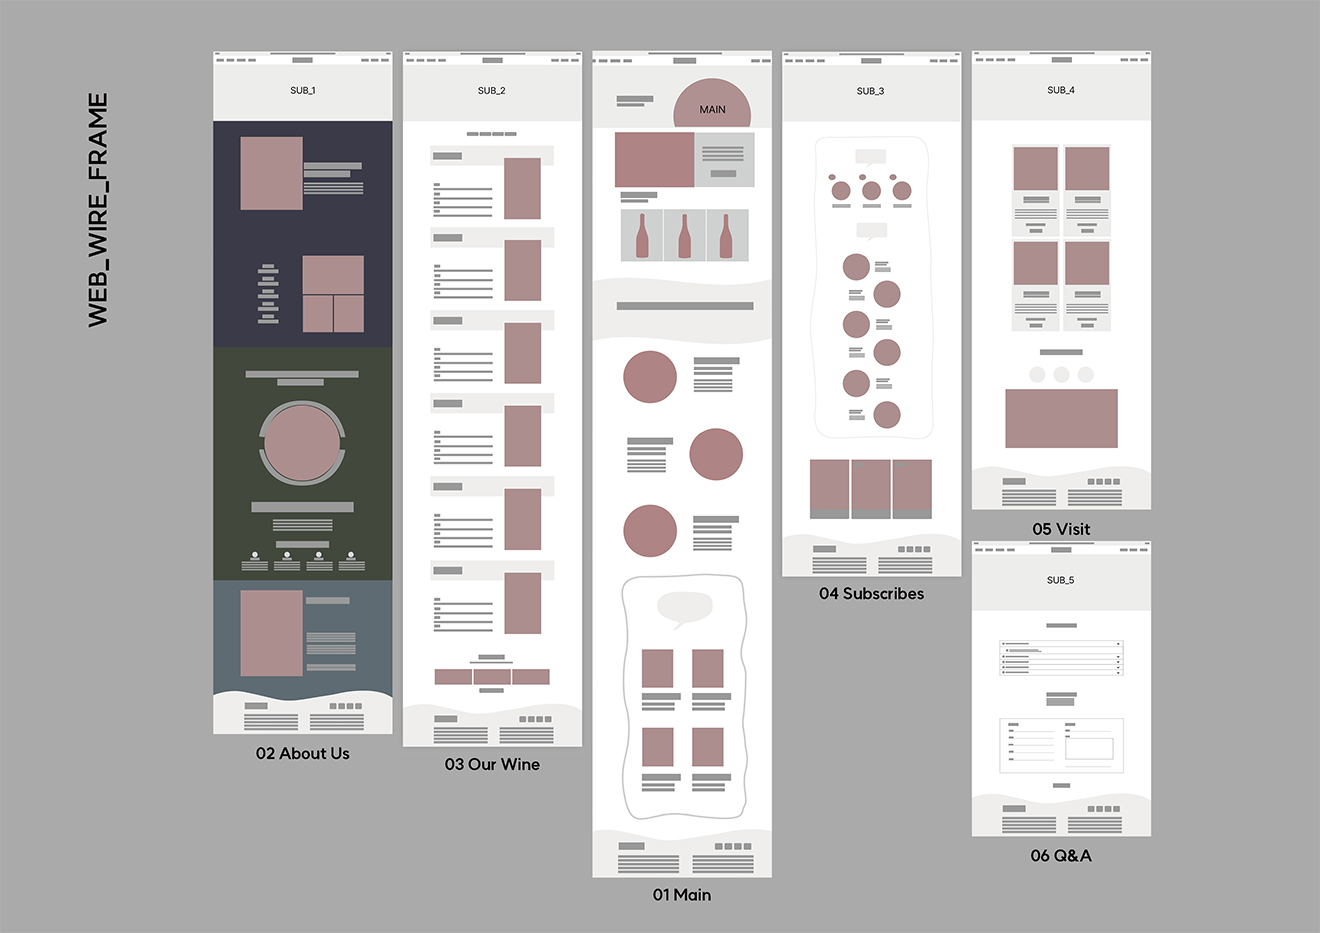 WEB_WIRE_FRAME
SUB_1
02 About Us
SUB_2
03 Our Wine
MAIN
01 Main
SUB_3
04 Subscribes
SUB_4
05 Visit
SUB_5
06 Q&A